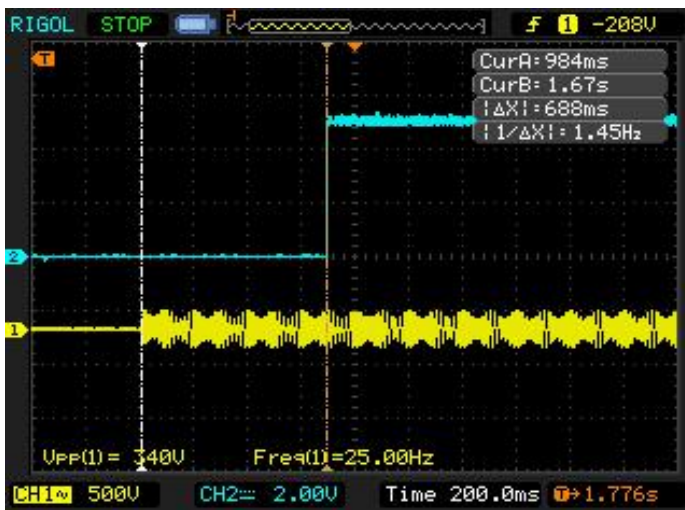 RIGOL STOP T 1 -208V
T
CurA=984ms
CurB=1.67s
|ΔX|=688ms
|1/ΔX|=1.45Hz
2
1
Vpp(1)= 340V Freq(1)=25.00Hz
CH1 500V CH2 2.00V Time 200.0ms T→1.776s